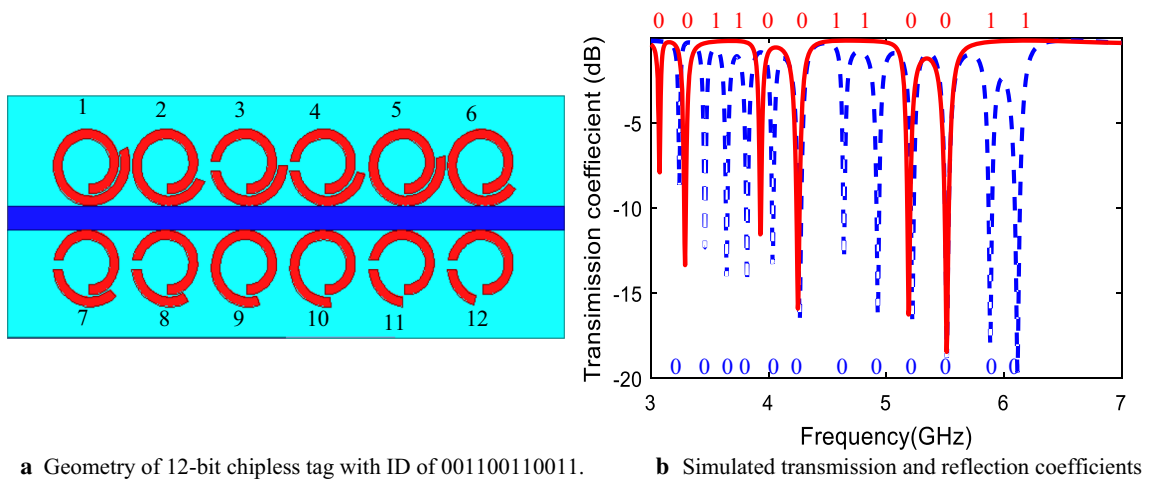 1 2 3 4 5 6
7 8 9 10 11 12
0 0 1 1 0 0 1 1 0 0 1 1
Transimission coeffiecient (dB)
-5
-10
-15
-20
0 0 0 0 0 0 0 0 0 0 0 0
3 4 5 6 7
Frequency(GHz)
a Geometry of 12-bit chipless tag with ID of 001100110011.
b Simulated transmission and reflection coefficients